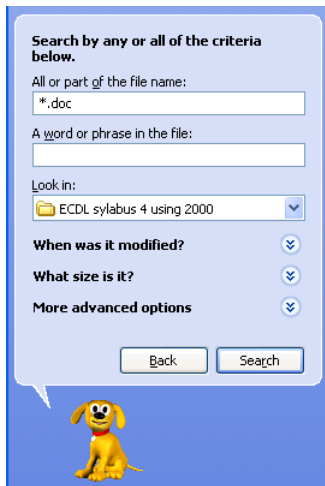 Search by any or all of the criteria
below.
All or part of the file name:
*.doc
A word or phrase in the file:
Look in:
ECDL sylabus 4 using 2000
When was it modified?
What size is it?
More advanced options
Back Search